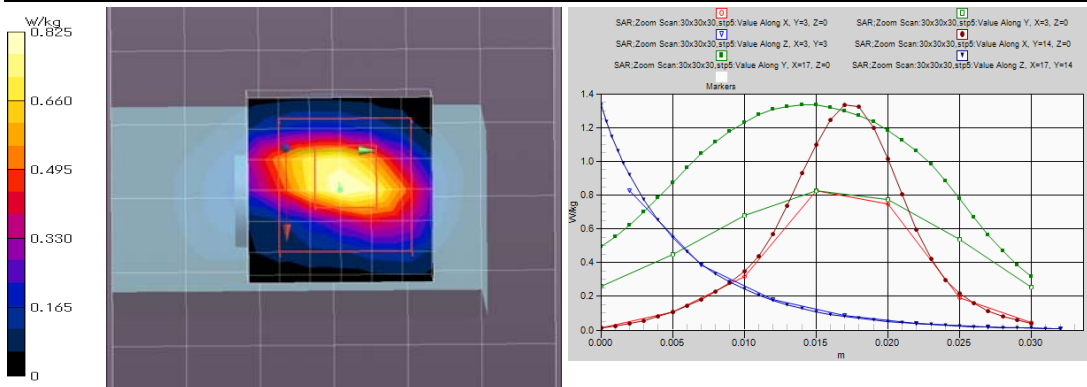 W/kg
0.825
0.660
0.495
0.330
0.165
0
SAR;Zoom Scan:30x30x30,stp5:Value Along X, Y=3, Z=0
SAR;Zoom Scan:30x30x30,stp5:Value Along Y, X=3, Z=0
SAR;Zoom Scan:30x30x30,stp5:Value Along Z, X=3, Y=3
SAR;Zoom Scan:30x30x30,stp5:Value Along X, Y=14, Z=0
SAR;Zoom Scan:30x30x30,stp5:Value Along Y, X=17, Z=0
SAR;Zoom Scan:30x30x30,stp5:Value Along Z, X=17, Y=14
Markers
1.4
1.2
1.0
0.8
0.6
0.4
0.2
0.0
W/kg
0.000 0.005 0.010 0.015 0.020 0.025 0.030
m